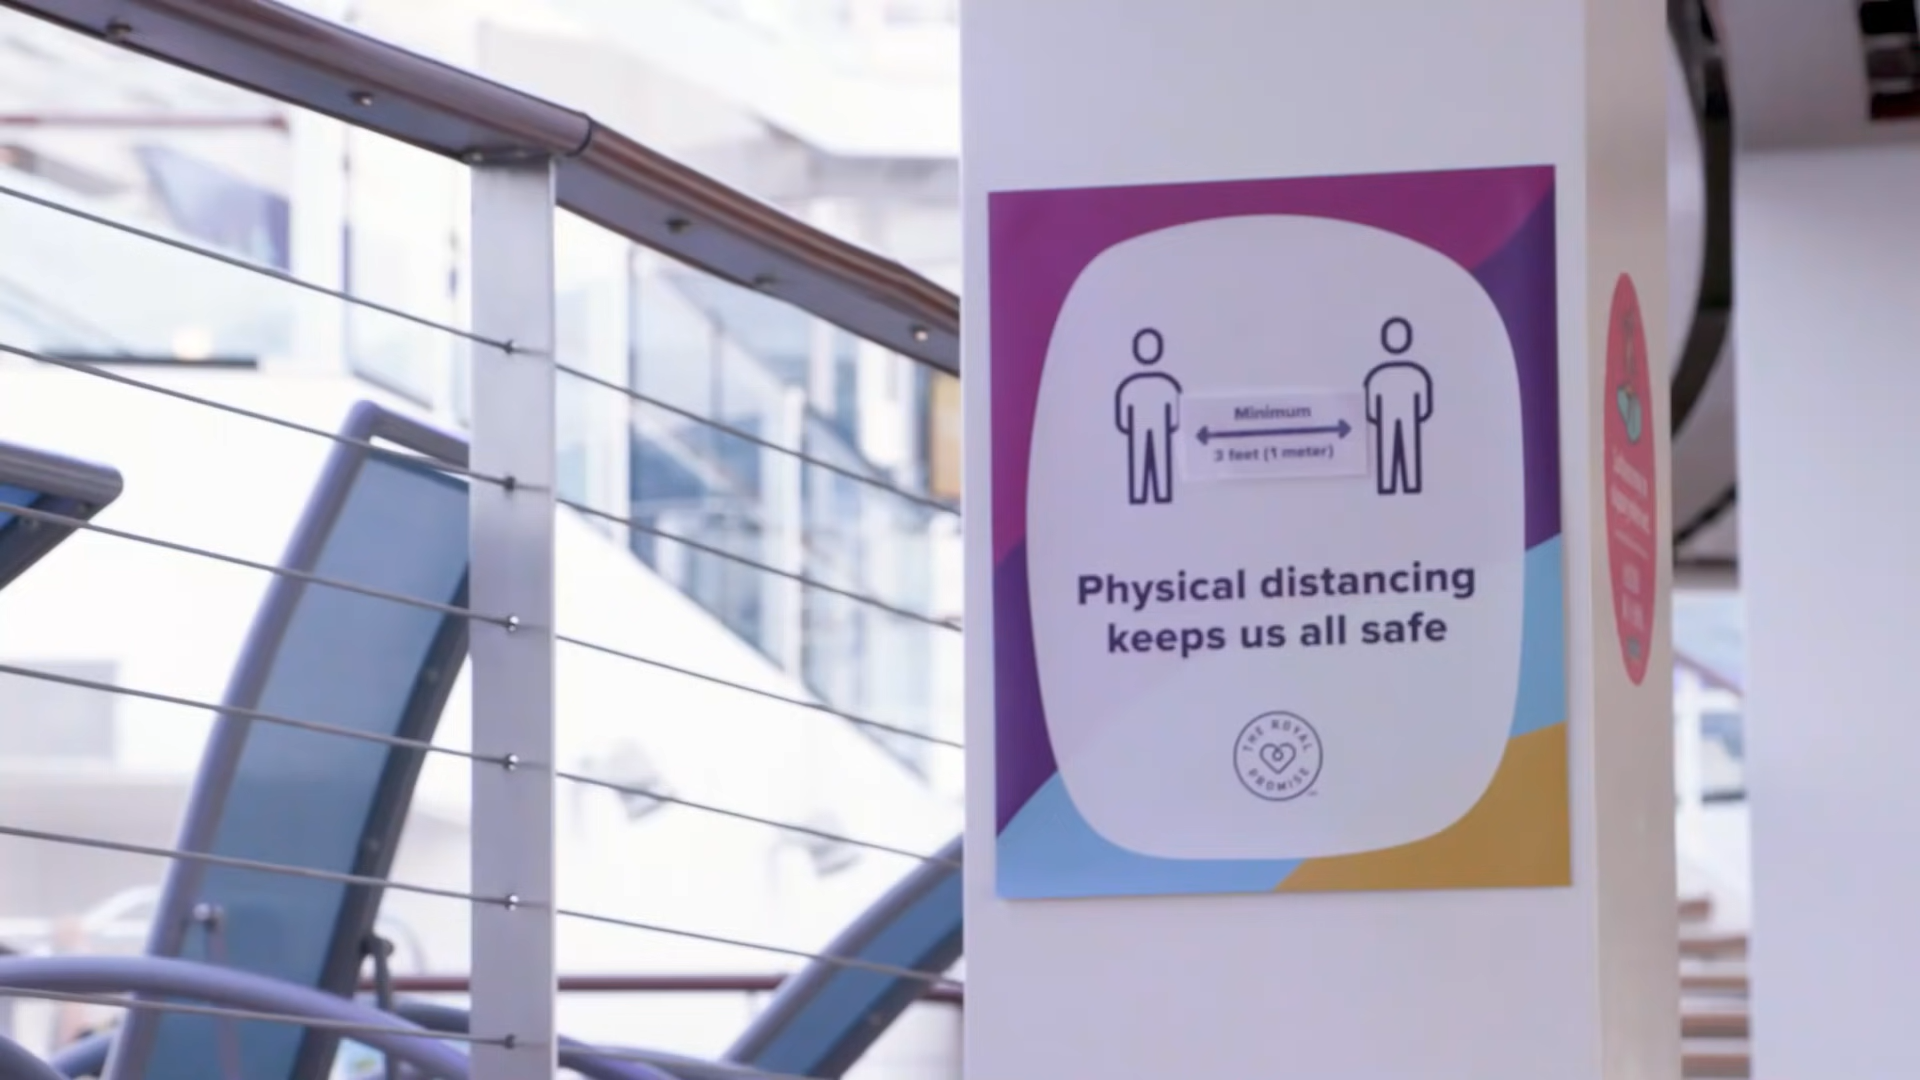 Minimum
3 feet (1 meter)
Physical distancing
keeps us all safe
THE ROYAL
PROMISE